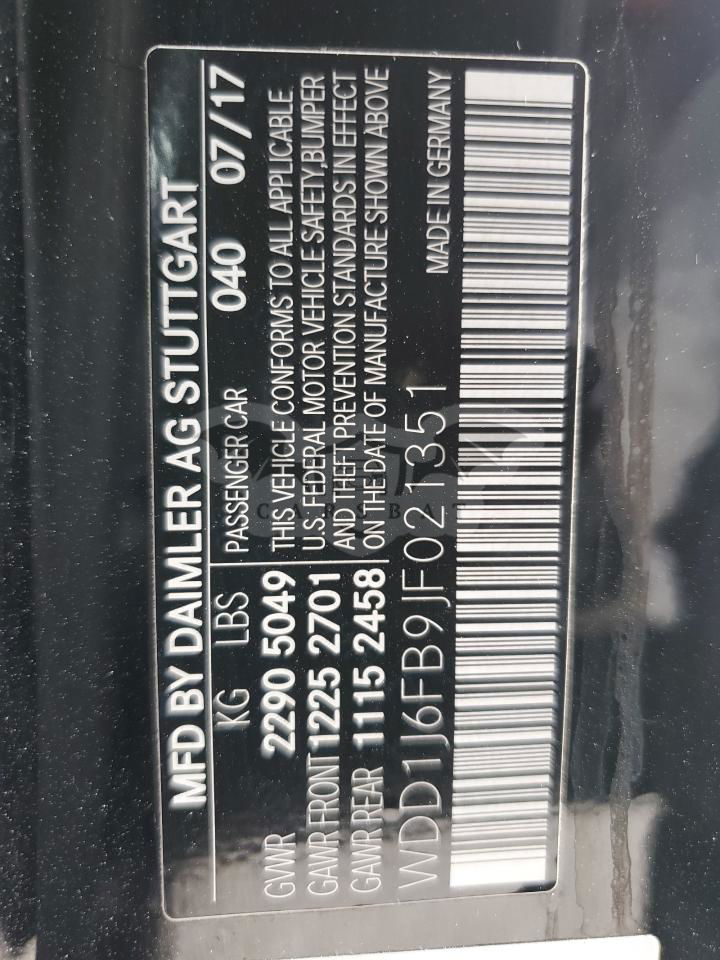 MFD BY DAIMLER AG STUTTGART
KG LBS PASSENGER CAR 040 07/17
GVWR 2290 5049 THIS VEHICLE CONFORMS TO ALL APPLICABLE
GAWR FRONT 1225 2701 U.S. FEDERAL MOTOR VEHICLE SAFETY,BUMPER
GAWR REAR 1115 2458 AND THEFT PREVENTION STANDARDS IN EFFECT
ON THE DATE OF MANUFACTURE SHOWN ABOVE
WDD1J6FB9JF021351 MADE IN GERMANY
CARSBAT